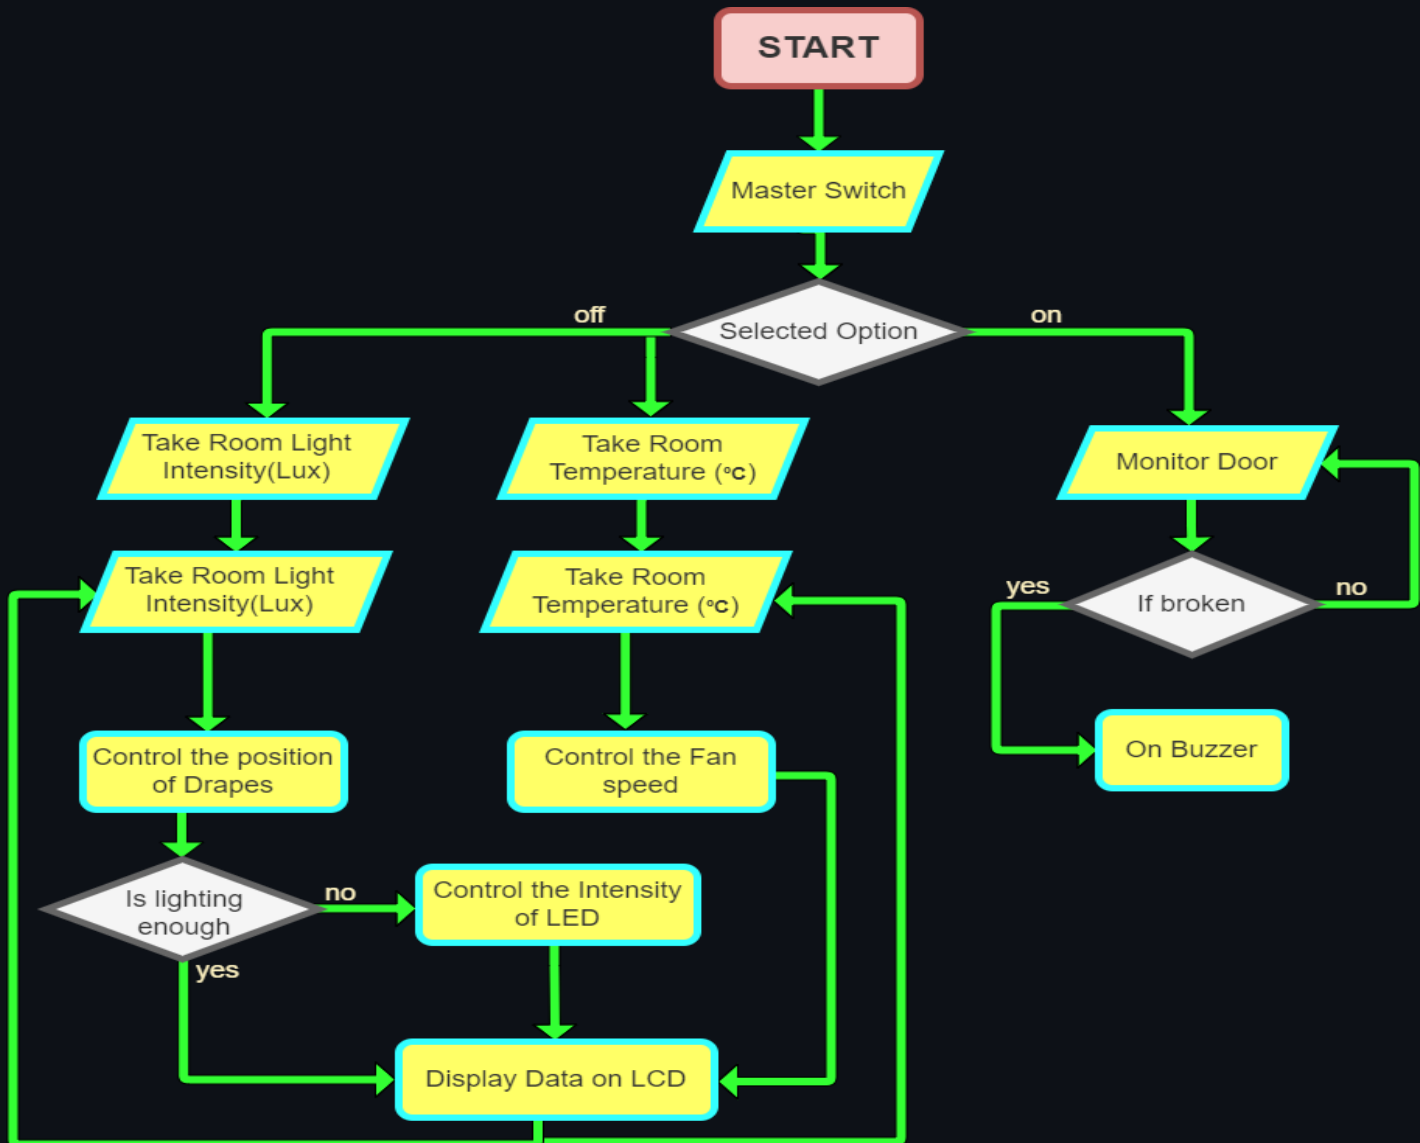 START
Master Switch
off
Selected Option
on
Take Room Light
Intensity(Lux)
Take Room
Temperature (°C)
Monitor Door
Take Room Light
Intensity(Lux)
Take Room
Temperature (°C)
yes
If broken
no
Control the position
of Drapes
Control the Fan
speed
On Buzzer
Is lighting
enough
no
Control the Intensity
of LED
yes
Display Data on LCD